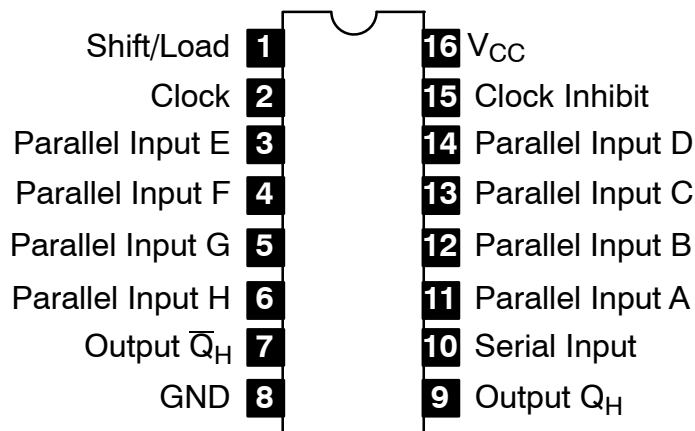 Shift/Load 1 16 VCC
Clock 2 15 Clock Inhibit
Parallel Input E 3 14 Parallel Input D
Parallel Input F 4 13 Parallel Input C
Parallel Input G 5 12 Parallel Input B
Parallel Input H 6 11 Parallel Input A
Output Q̅H 7 10 Serial Input
GND 8 9 Output QH